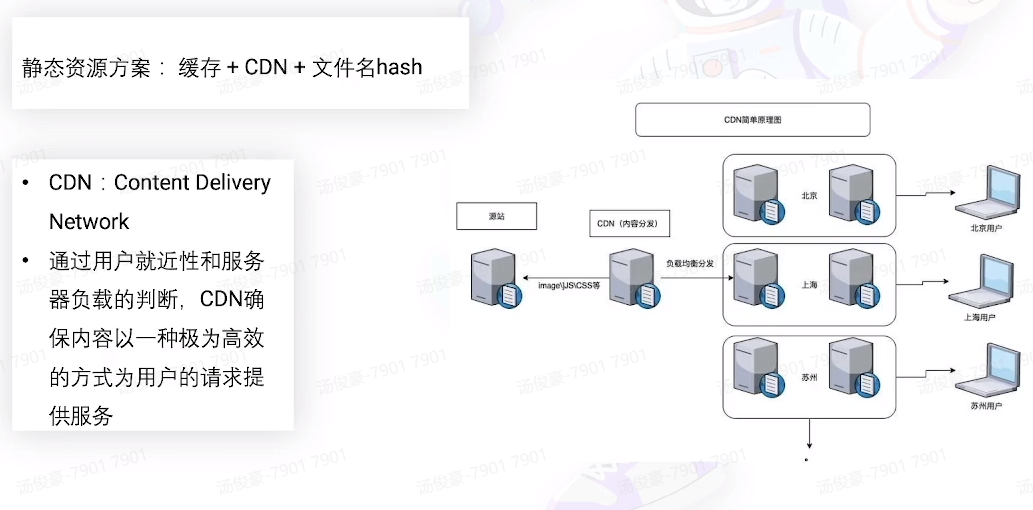 静态资源方案： 缓存 + CDN + 文件名hash
• CDN：Content Delivery
Network
• 通过用户就近性和服务
器负载的判断，CDN确
保内容以一种极为高效
的方式为用户的请求提
供服务
CDN简单原理图
源站
CDN（内容分发）
image\JS\CSS等
负载均衡分发
北京
北京用户
上海
上海用户
苏州
苏州用户
汤俊豪-7901 7901